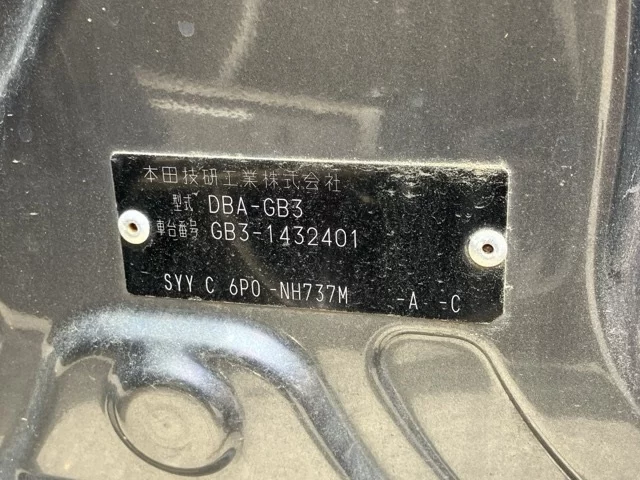 本田技研工業株式会社
型式 DBA-GB3
車台番号 GB3-1432401
SYY C 6P0 -NH737M -A -C